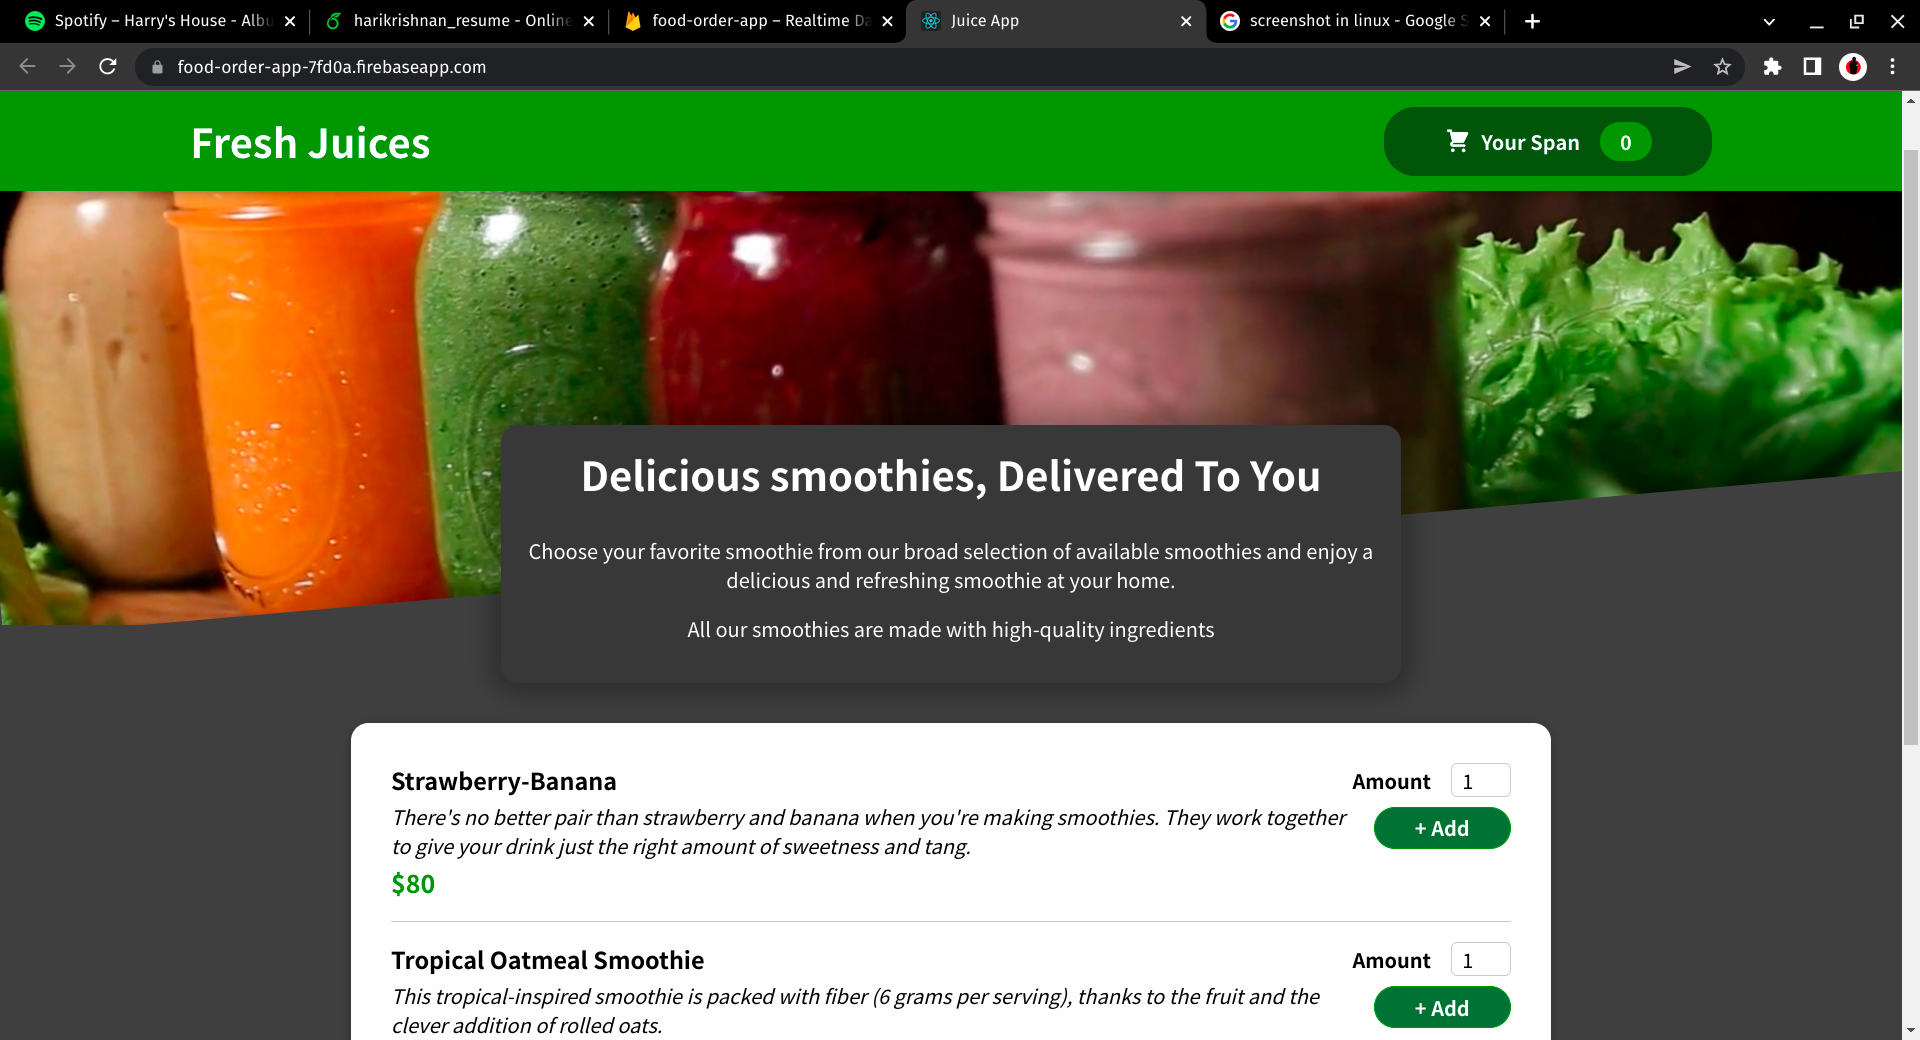 Spotify – Harry's House - Albu
harikrishnan_resume - Online
food-order-app – Realtime Da
Juice App
screenshot in linux - Google S
food-order-app-7fd0a.firebaseapp.com
Fresh Juices
Your Span 0
Delicious smoothies, Delivered To You
Choose your favorite smoothie from our broad selection of available smoothies and enjoy a
delicious and refreshing smoothie at your home.
All our smoothies are made with high-quality ingredients
Strawberry-Banana
Amount 1
There's no better pair than strawberry and banana when you're making smoothies. They work together
to give your drink just the right amount of sweetness and tang.
+ Add
$80
Tropical Oatmeal Smoothie
Amount 1
This tropical-inspired smoothie is packed with fiber (6 grams per serving), thanks to the fruit and the
clever addition of rolled oats.
+ Add